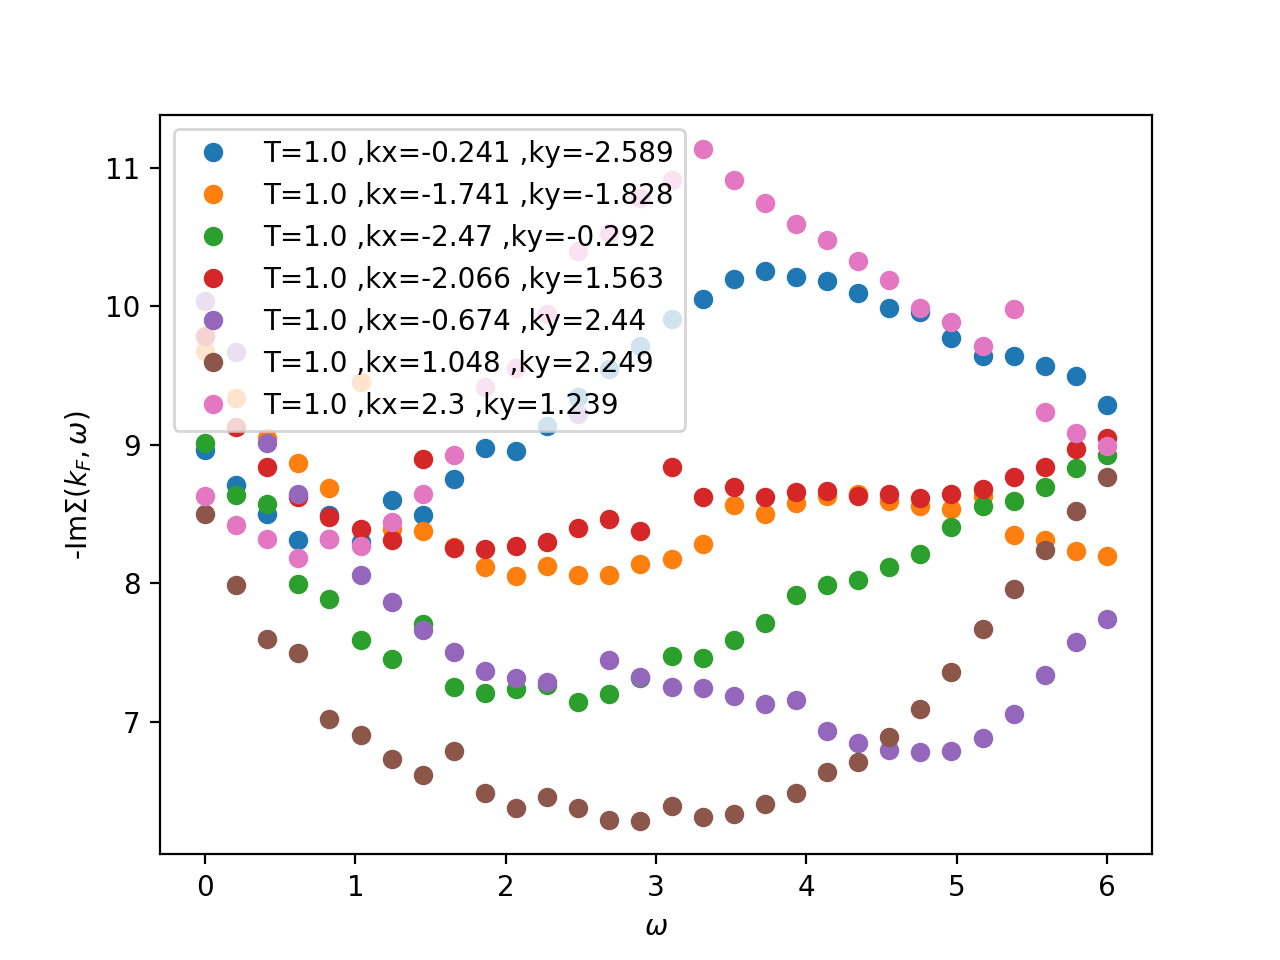 T=1.0 ,kx=-0.241 ,ky=-2.589
T=1.0 ,kx=-1.741 ,ky=-1.828
T=1.0 ,kx=-2.47 ,ky=-0.292
T=1.0 ,kx=-2.066 ,ky=1.563
T=1.0 ,kx=-0.674 ,ky=2.44
T=1.0 ,kx=1.048 ,ky=2.249
T=1.0 ,kx=2.3 ,ky=1.239
11
10
9
8
7
-ImΣ(k_F, ω)
0 1 2 3 4 5 6
ω